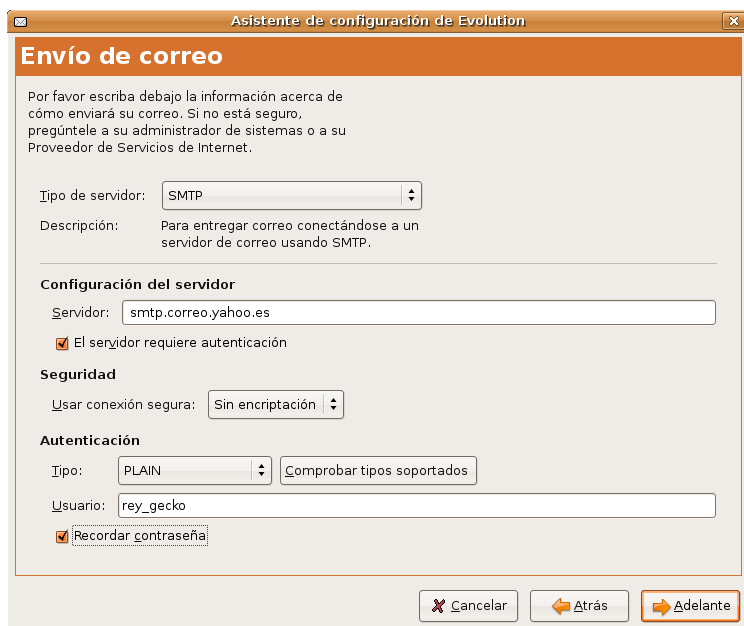 Asistente de configuración de Evolution
Envío de correo
Por favor escriba debajo la información acerca de
cómo enviará su correo. Si no está seguro,
pregúntele a su administrador de sistemas o a su
Proveedor de Servicios de Internet.
Tipo de servidor: SMTP
Descripción: Para entregar correo conectándose a un
servidor de correo usando SMTP.
Configuración del servidor
Servidor: smtp.correo.yahoo.es
El servidor requiere autenticación
Seguridad
Usar conexión segura: Sin encriptación
Autenticación
Tipo: PLAIN Comprobar tipos soportados
Usuario: rey_gecko
Recordar contraseña
Cancelar Atrás Adelante